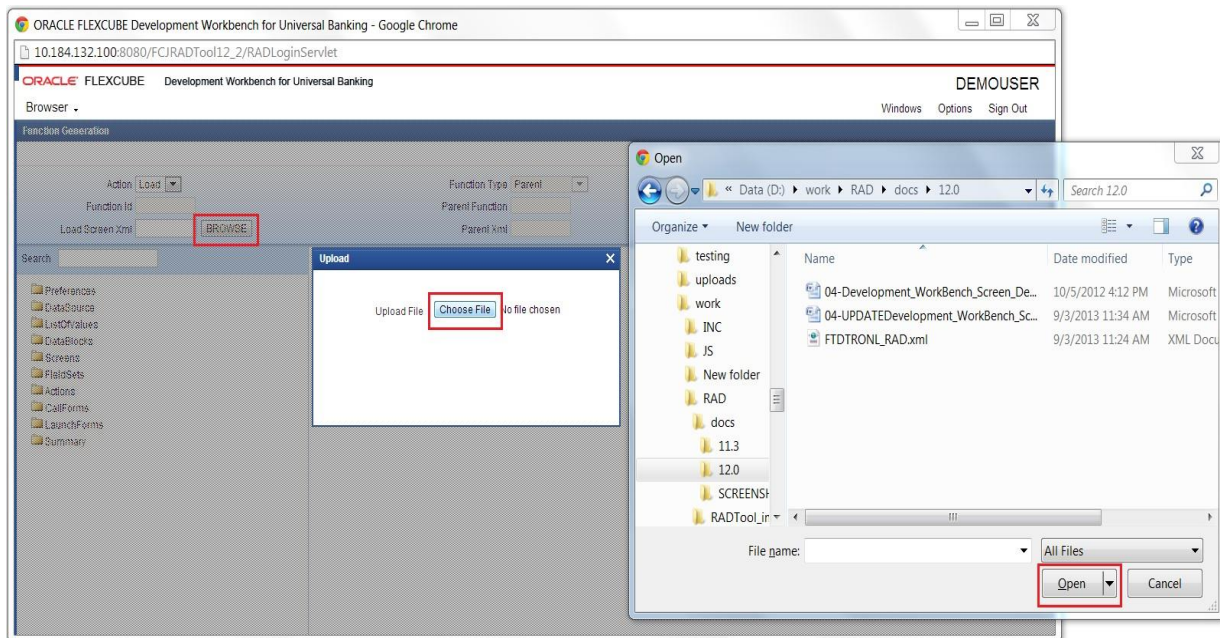 ORACLE FLEXCUBE Development Workbench for Universal Banking - Google Chrome
10.184.132.100:8080/FCJRADTool12_2/RADLoginServlet
ORACLE FLEXCUBE Development Workbench for Universal Banking
DEMOUSER
Browser
Windows Options Sign Out
Function Generation
Action Load
Function Type Parent
Function Id
Parent Function
Load Screen Xml BROWSE
Parent Xml
Search
Preferences
DataSource
ListOfValues
DataBlocks
Screens
FieldSets
Actions
CallForms
LaunchForms
Summary
Upload X
Upload File Choose File No file chosen
Open
« Data (D:) work RAD docs 12.0
Search 12.0
Organize New folder
testing
uploads
work
INC
JS
New folder
RAD
docs
11.3
12.0
SCREENSH
RADTool_in
Name Date modified Type
04-Development_WorkBench_Screen_De... 10/5/2012 4:12 PM Microsoft
04-UPDATEDevelopment_WorkBench_Sc... 9/3/2013 11:34 AM Microsoft
FTDTRONL_RAD.xml 9/3/2013 11:24 AM XML Docu
File name:
All Files
Open Cancel